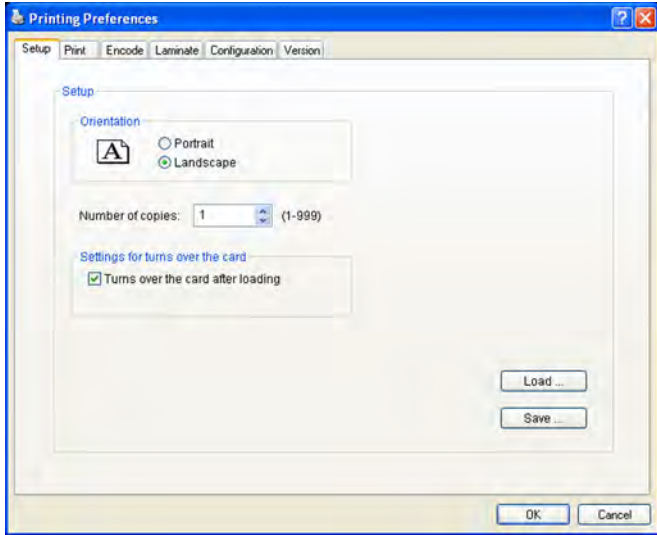 Printing Preferences
Setup Print Encode Laminate Configuration Version
Setup
Orientation
A
Portrait
Landscape
Number of copies: 1 (1-999)
Settings for turns over the card
Turns over the card after loading
Load ...
Save ...
OK Cancel